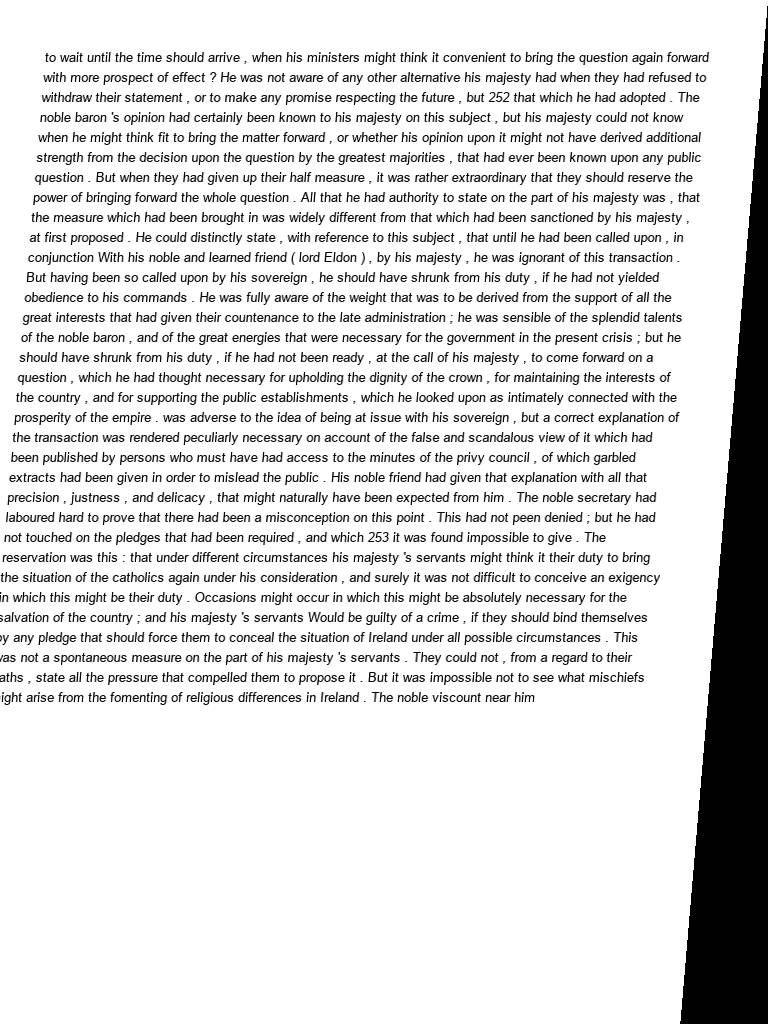 to wait until the time should arrive , when his ministers might think it convenient to bring the question again forward
with more prospect of effect ? He was not aware of any other alternative his majesty had when they had refused to
withdraw their statement , or to make any promise respecting the future , but 252 that which he had adopted . The
noble baron 's opinion had certainly been known to his majesty on this subject , but his majesty could not know
when he might think fit to bring the matter forward , or whether his opinion upon it might not have derived additional
strength from the decision upon the question by the greatest majorities , that had ever been known upon any public
question . But when they had given up their half measure , it was rather extraordinary that they should reserve the
power of bringing forward the whole question . All that he had authority to state on the part of his majesty was , that
the measure which had been brought in was widely different from that which had been sanctioned by his majesty ,
at first proposed . He could distinctly state , with reference to this subject , that until he had been called upon , in
conjunction With his noble and learned friend ( lord Eldon ) , by his majesty , he was ignorant of this transaction .
But having been so called upon by his sovereign , he should have shrunk from his duty , if he had not yielded
obedience to his commands . He was fully aware of the weight that was to be derived from the support of all the
great interests that had given their countenance to the late administration ; he was sensible of the splendid talents
of the noble baron , and of the great energies that were necessary for the government in the present crisis ; but he
should have shrunk from his duty , if he had not been ready , at the call of his majesty , to come forward on a
question , which he had thought necessary for upholding the dignity of the crown , for maintaining the interests of
the country , and for supporting the public establishments , which he looked upon as intimately connected with the
prosperity of the empire . was adverse to the idea of being at issue with his sovereign , but a correct explanation of
the transaction was rendered peculiarly necessary on account of the false and scandalous view of it which had
been published by persons who must have had access to the minutes of the privy council , of which garbled
extracts had been given in order to mislead the public . His noble friend had given that explanation with all that
precision , justness , and delicacy , that might naturally have been expected from him . The noble secretary had
laboured hard to prove that there had been a misconception on this point . This had not peen denied ; but he had
not touched on the pledges that had been required , and which 253 it was found impossible to give . The
reservation was this : that under different circumstances his majesty 's servants might think it their duty to bring
the situation of the catholics again under his consideration , and surely it was not difficult to conceive an exigency
in which this might be their duty . Occasions might occur in which this might be absolutely necessary for the
salvation of the country ; and his majesty 's servants Would be guilty of a crime , if they should bind themselves
by any pledge that should force them to conceal the situation of Ireland under all possible circumstances . This
was not a spontaneous measure on the part of his majesty 's servants . They could not , from a regard to their
aths , state all the pressure that compelled them to propose it . But it was impossible not to see what mischiefs
ight arise from the fomenting of religious differences in Ireland . The noble viscount near him